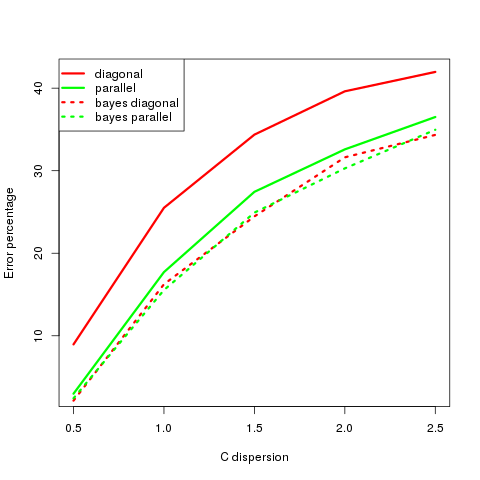 diagonal
parallel
bayes diagonal
bayes parallel
Error percentage
40
30
20
10
0.5 1.0 1.5 2.0 2.5
C dispersion